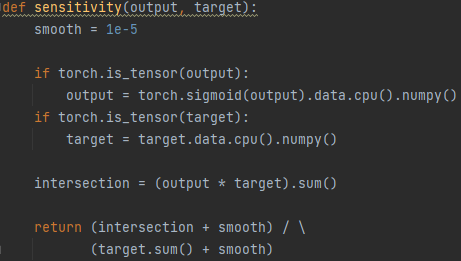 def sensitivity(output, target):
    smooth = 1e-5

    if torch.is_tensor(output):
        output = torch.sigmoid(output).data.cpu().numpy()
    if torch.is_tensor(target):
        target = target.data.cpu().numpy()

    intersection = (output * target).sum()

    return (intersection + smooth) / \
           (target.sum() + smooth)